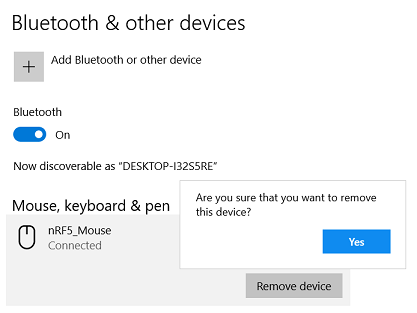 Bluetooth & other devices
+
Add Bluetooth or other device
Bluetooth
On
Now discoverable as “DESKTOP-I32S5RE”
Mouse, keyboard & pen
nRF5_Mouse
Connected
Are you sure that you want to remove
this device?
Yes
Remove device